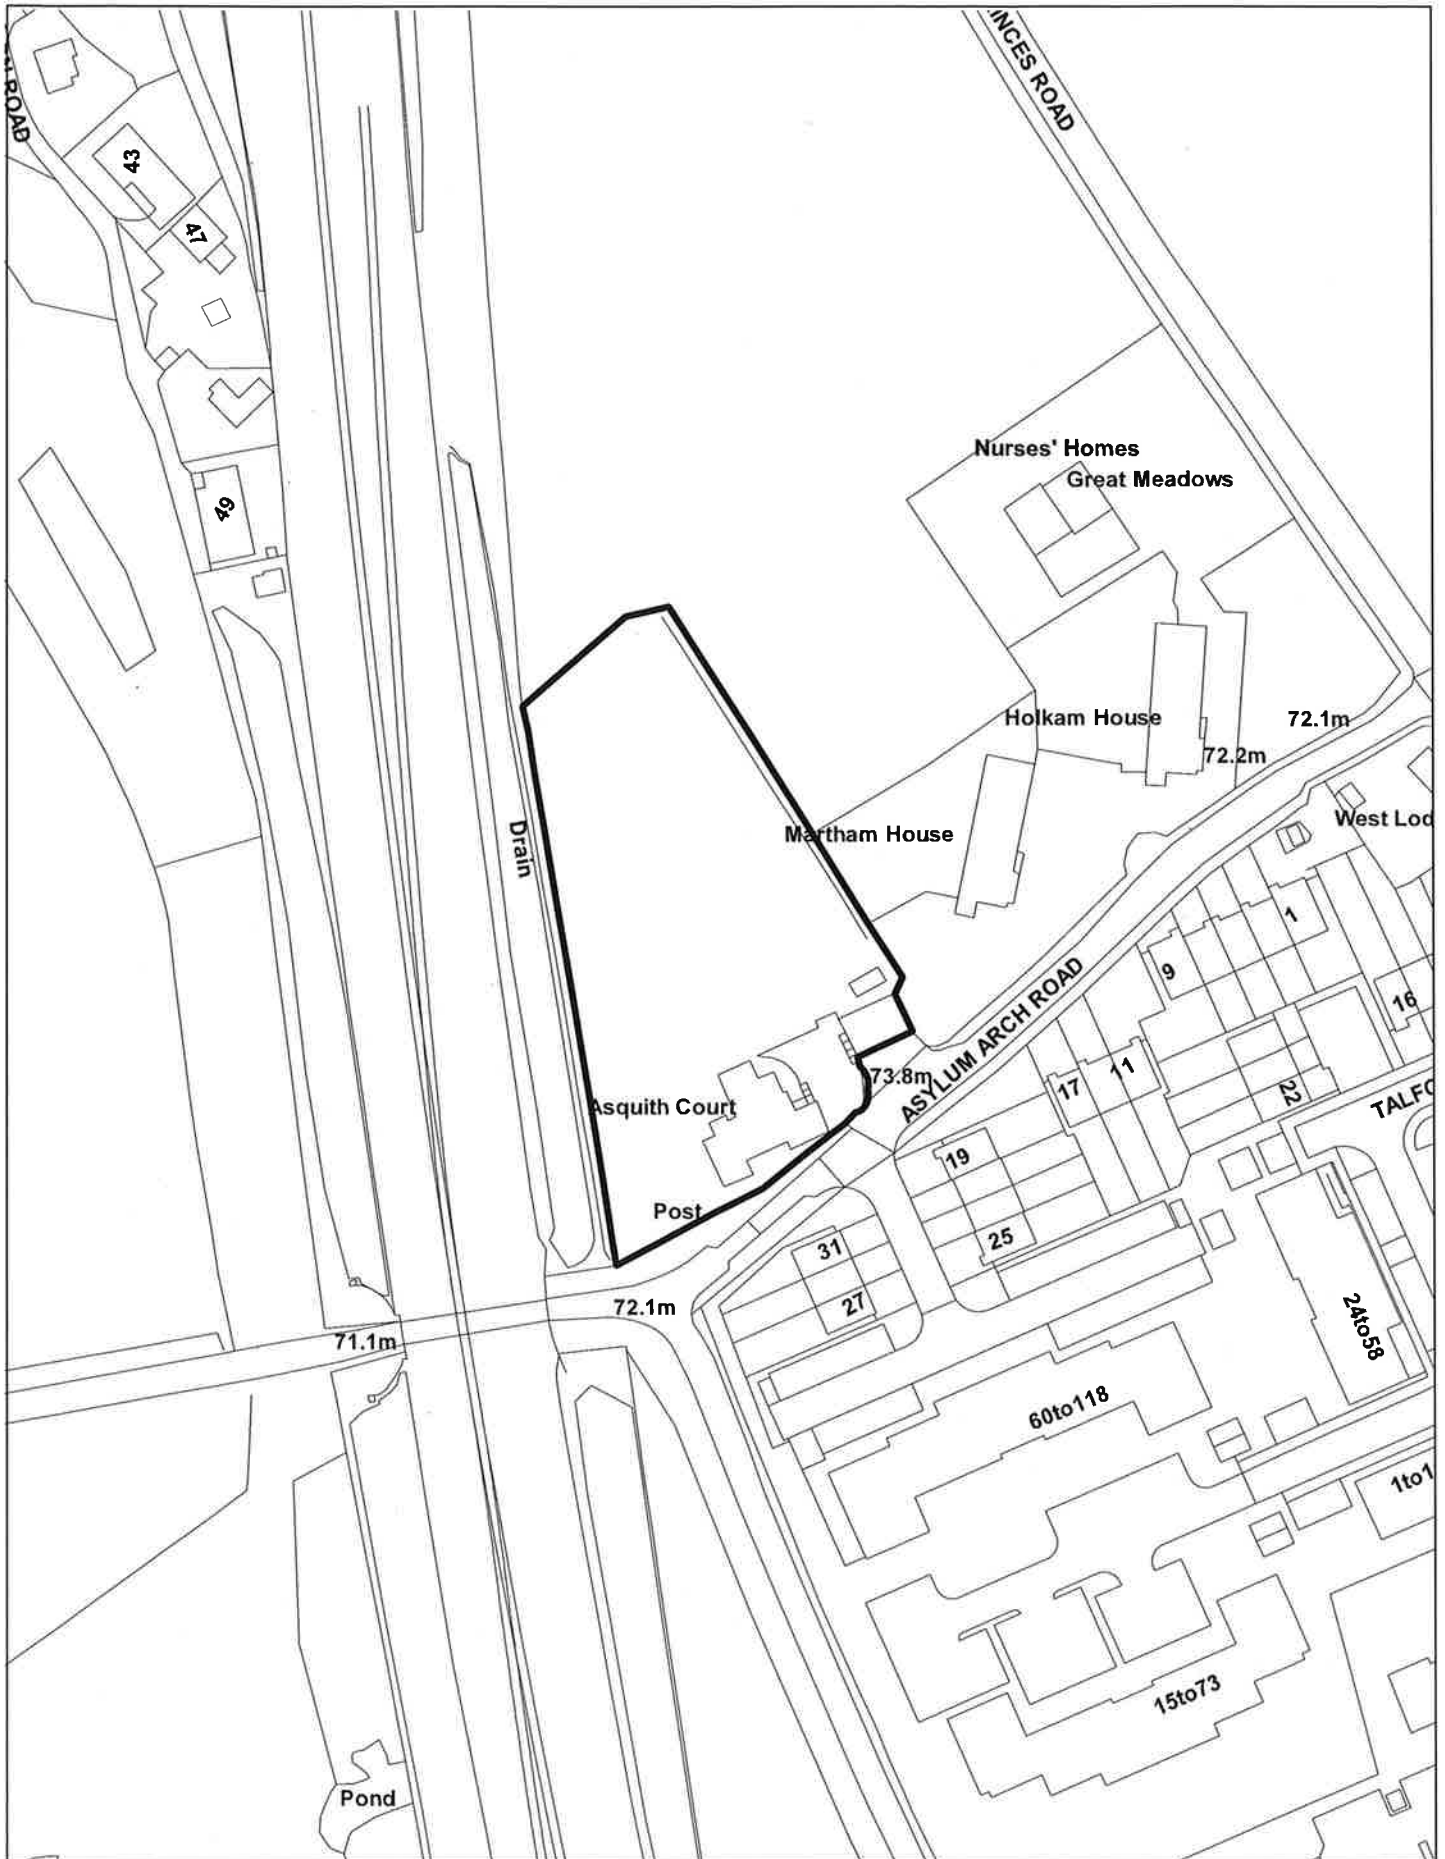 INCES ROAD
EN ROAD
43
47
Nurses' Homes
Great Meadows
49
Holkam House
72.1m
72.2m
Martham House
West Lod
Drain
1
9
16
ASYLUM ARCH ROAD
11
17
22
73.8m
Asquith Court
TALFO
19
Post
25
31
27
72.1m
71.1m
24to58
60to118
1to1
15to73
Pond